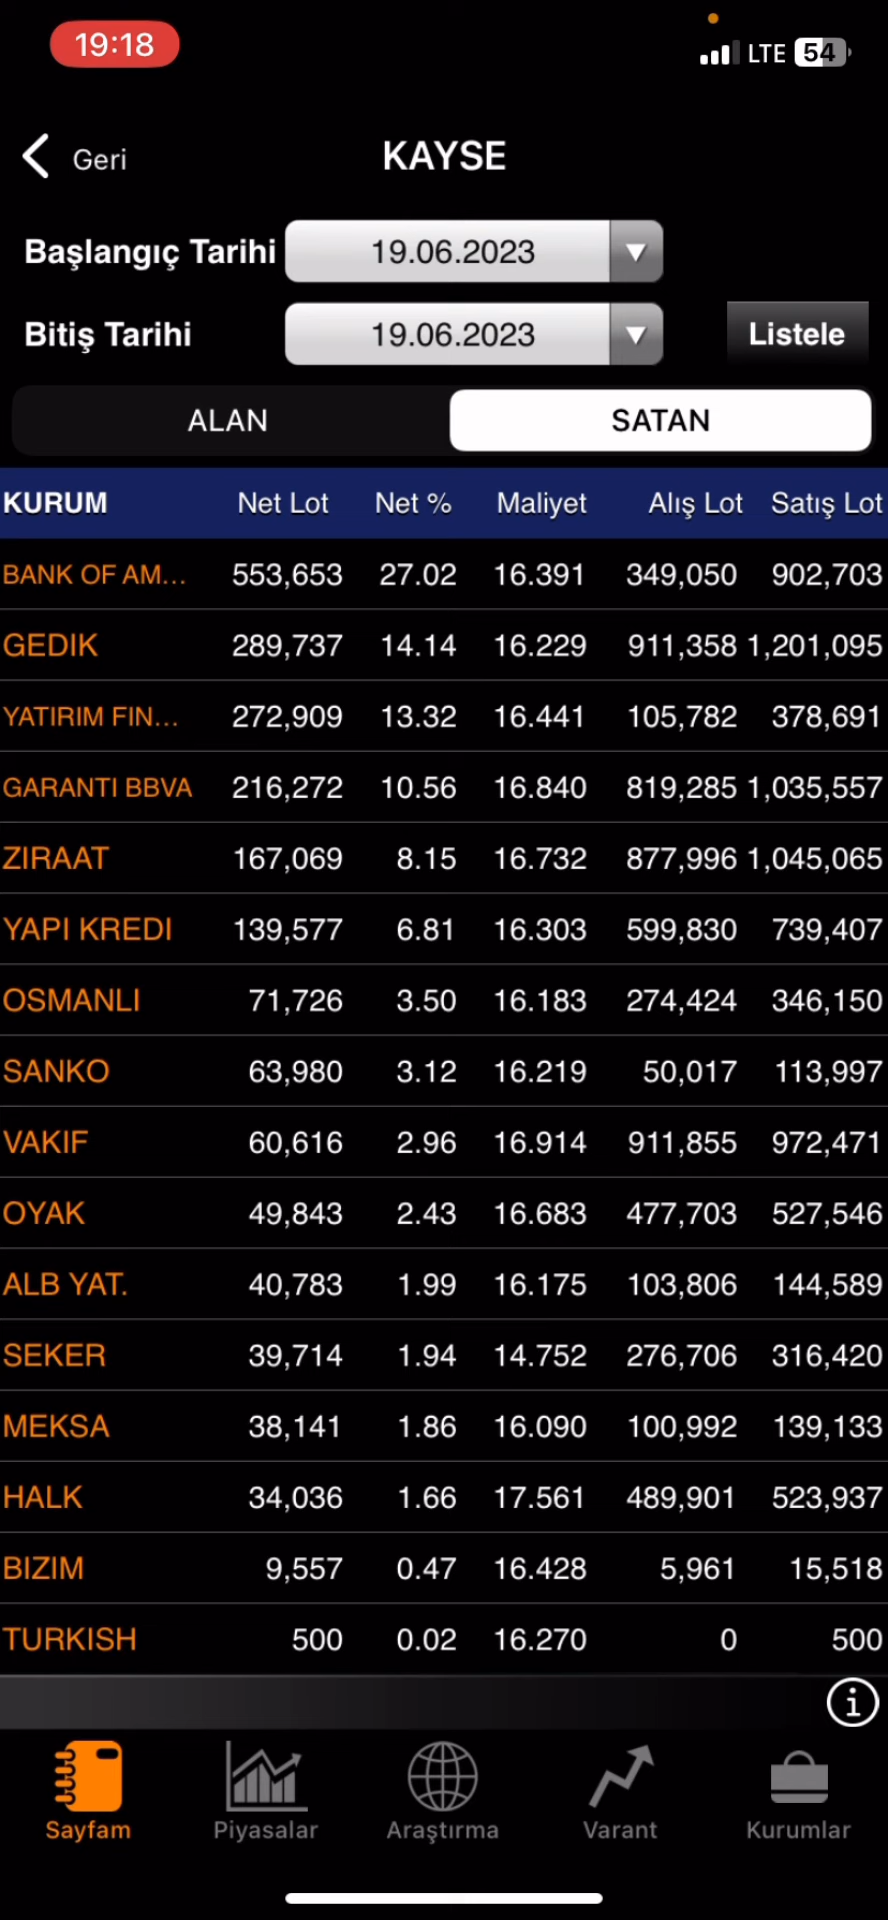 19:18 LTE 54
Geri KAYSE
Başlangıç Tarihi 19.06.2023
Bitiş Tarihi 19.06.2023 Listele
ALAN SATAN
KURUM Net Lot Net % Maliyet Alış Lot Satış Lot
BANK OF AM... 553,653 27.02 16.391 349,050 902,703
GEDIK 289,737 14.14 16.229 911,358 1,201,095
YATIRIM FIN... 272,909 13.32 16.441 105,782 378,691
GARANTI BBVA 216,272 10.56 16.840 819,285 1,035,557
ZIRAAT 167,069 8.15 16.732 877,996 1,045,065
YAPI KREDI 139,577 6.81 16.303 599,830 739,407
OSMANLI 71,726 3.50 16.183 274,424 346,150
SANKO 63,980 3.12 16.219 50,017 113,997
VAKIF 60,616 2.96 16.914 911,855 972,471
OYAK 49,843 2.43 16.683 477,703 527,546
ALB YAT. 40,783 1.99 16.175 103,806 144,589
SEKER 39,714 1.94 14.752 276,706 316,420
MEKSA 38,141 1.86 16.090 100,992 139,133
HALK 34,036 1.66 17.561 489,901 523,937
BIZIM 9,557 0.47 16.428 5,961 15,518
TURKISH 500 0.02 16.270 0 500
Sayfam Piyasalar Araştırma Varant Kurumlar